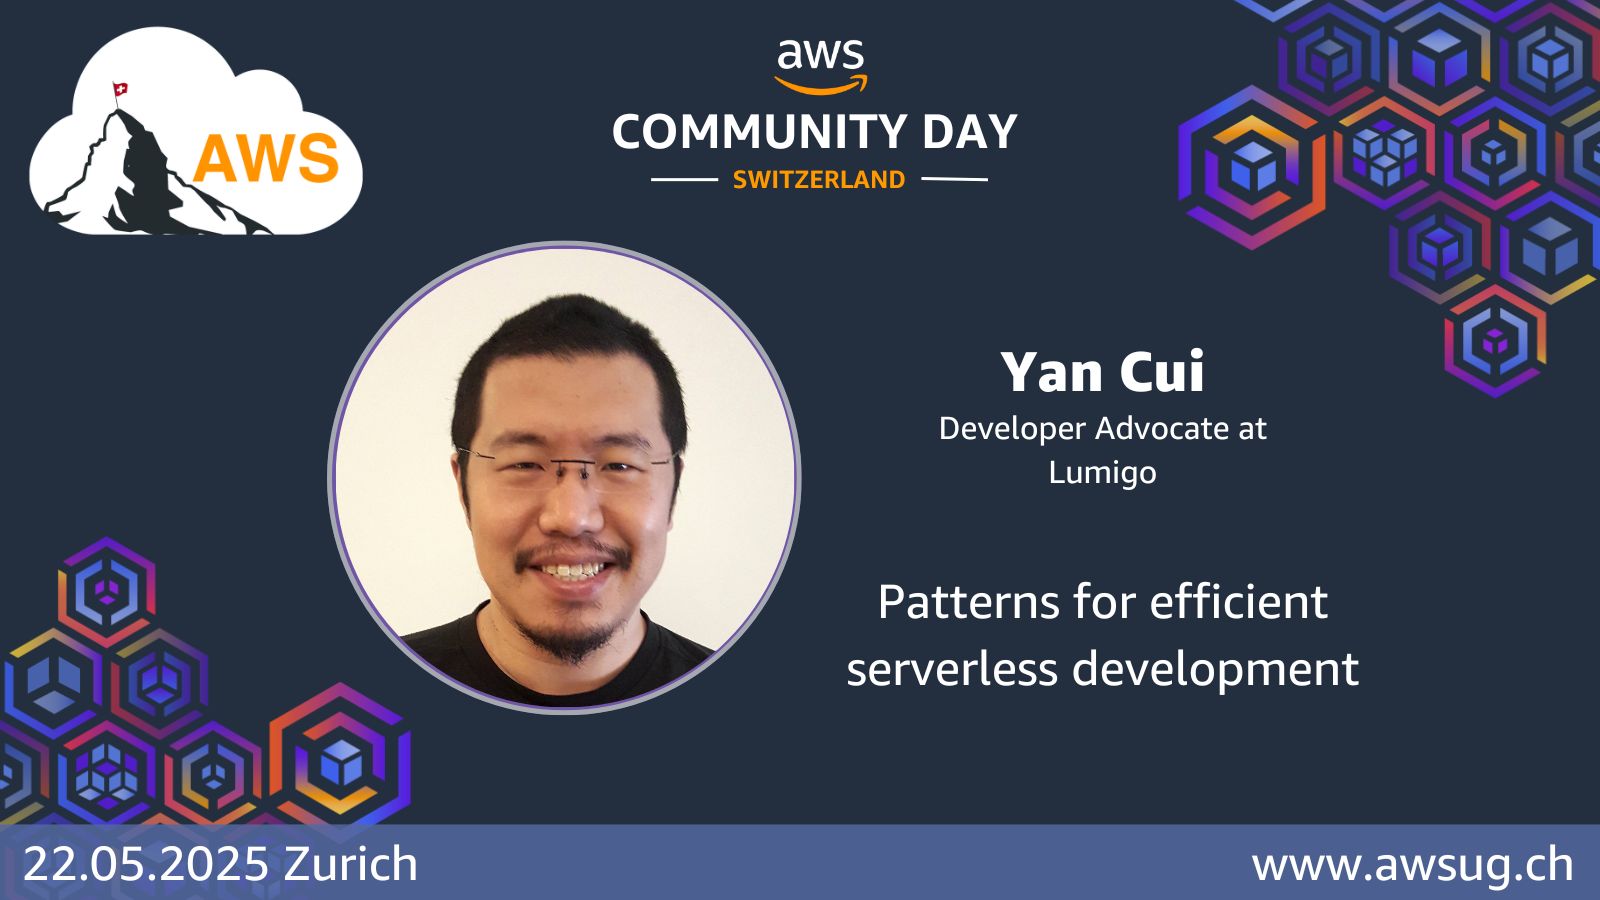 AWS
aws
COMMUNITY DAY
SWITZERLAND
Yan Cui
Developer Advocate at
Lumigo
Patterns for efficient
serverless development
22.05.2025 Zurich
www.awsug.ch